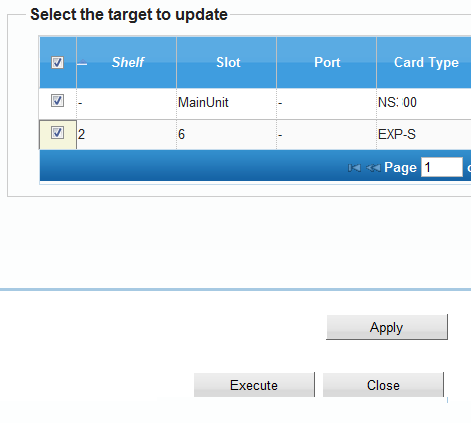 Select the target to update
Shelf Slot Port Card Type
- MainUnit - NS:00
2 6 - EXP-S
Page 1
Apply
Execute Close